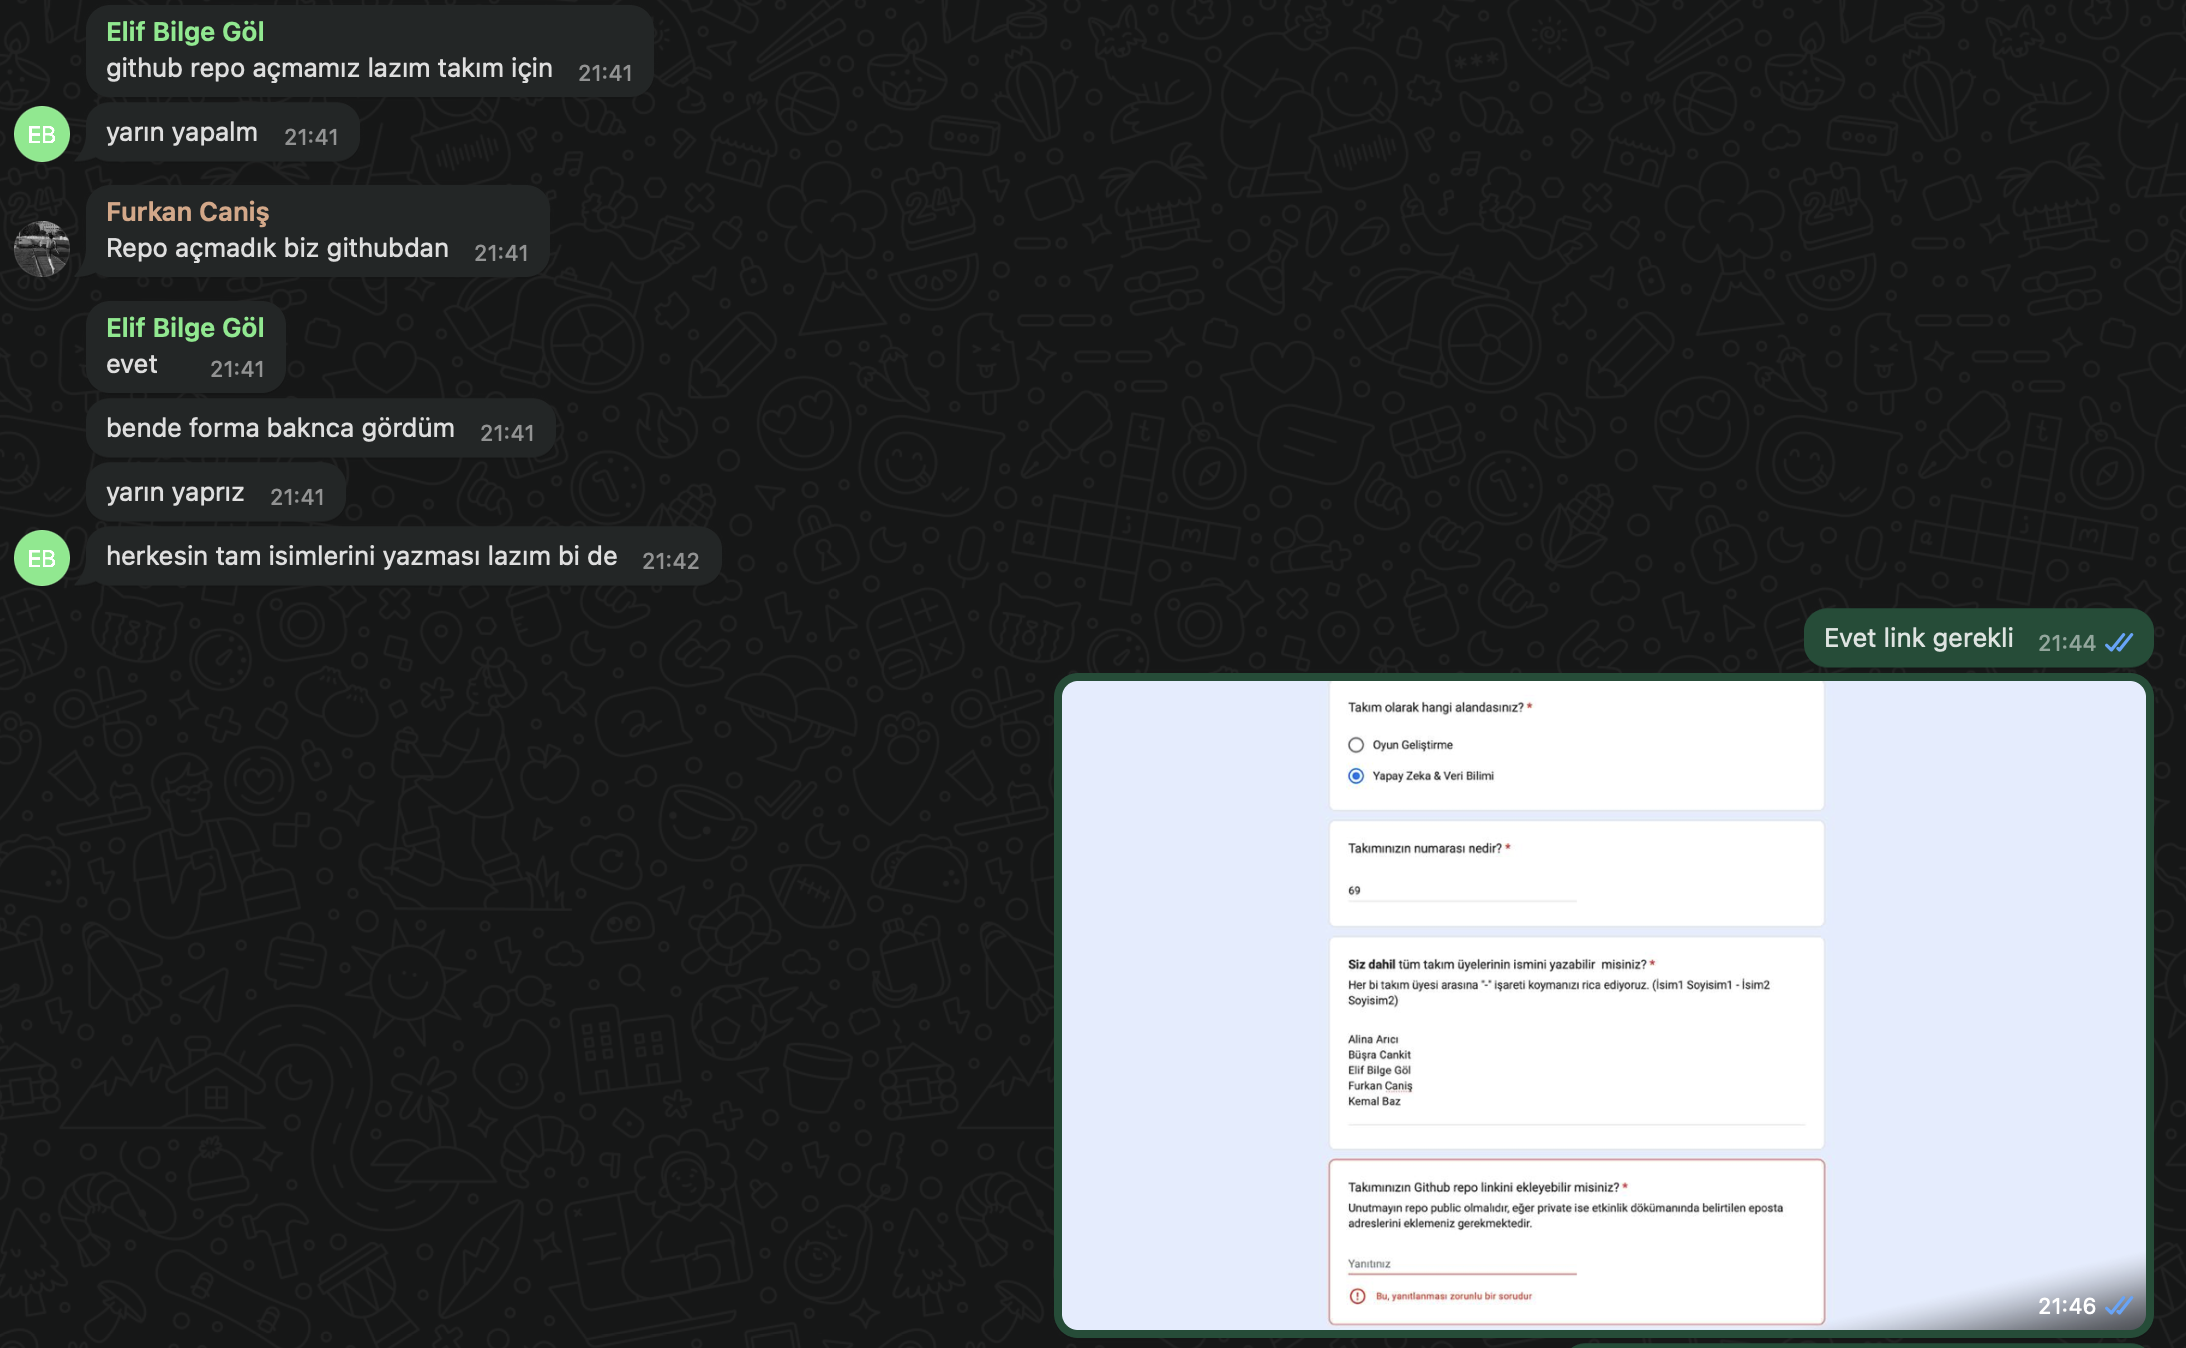 Elif Bilge Göl
github repo açmamız lazım takım için 21:41
EB
yarın yapalm 21:41
Furkan Caniş
Repo açmadık biz githubdan 21:41
Elif Bilge Göl
evet 21:41
bende forma baknca gördüm 21:41
yarın yaprız 21:41
EB
herkesin tam isimlerini yazması lazım bi de 21:42
Evet link gerekli 21:44
Takım olarak hangi alandasınız? *
Oyun Geliştirme
Yapay Zeka & Veri Bilimi
Takımınızın numarası nedir? *
69
Siz dahil tüm takım üyelerinin ismini yazabilir misiniz? *
Her bi takım üyesi arasına "-" işareti koymanızı rica ediyoruz. (İsim1 Soyisim1 - İsim2
Soyisim2)
Alina Arıcı
Büşra Cankit
Elif Bilge Göl
Furkan Caniş
Kemal Baz
Takımınızın Github repo linkini ekleyebilir misiniz? *
Unutmayın repo public olmalıdır, eğer private ise etkinlik dökümanında belirtilen eposta
adreslerini eklemeniz gerekmektedir.
Yanıtınız
Bu, yanıtlanması zorunlu bir sorudur
21:46